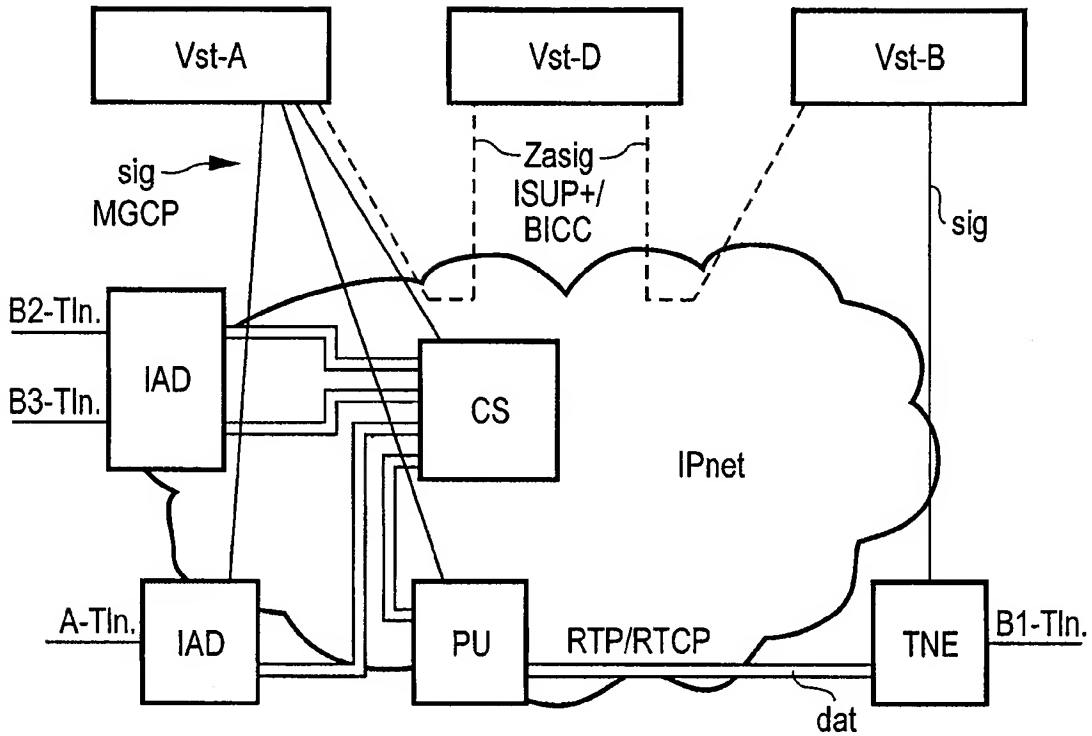 Vst-A
Vst-D
Vst-B
sig
MGCP
Zasig
ISUP+/
BICC
sig
B2-Tln.
IAD
B3-Tln.
CS
IPnet
A-Tln.
IAD
PU
RTP/RTCP
TNE
B1-Tln.
dat